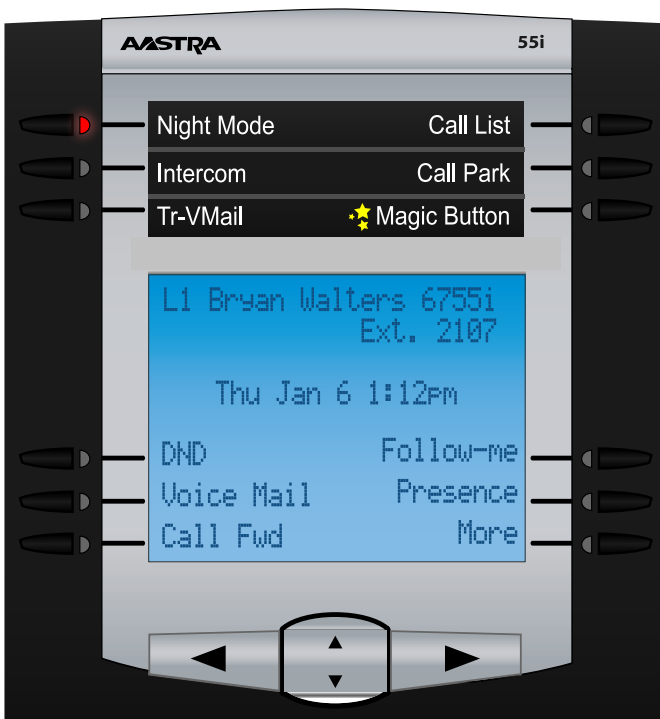 AASTRA 55i
Night Mode Call List
Intercom Call Park
Tr-VMail Magic Button
L1 Bryan Walters 6755i
Ext. 2107
Thu Jan 6 1:12pm
DND Follow-me
Voice Mail Presence
Call Fwd More